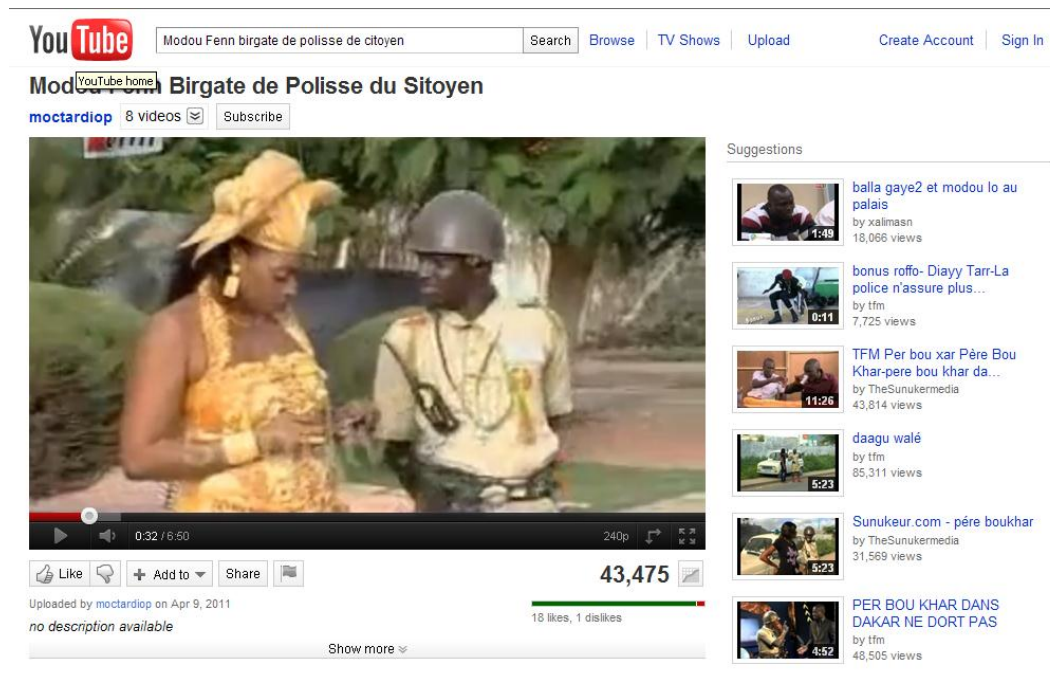 YouTube
Modou Fenn birgate de polisse de citoyen
Search
Browse
TV Shows
Upload
Create Account
Sign In
YouTube home
Birgate de Polisse du Sitoyen
moctardiop
8 videos
Subscribe
0:32 / 6:50
240p
Like
Add to
Share
43,475
Uploaded by moctardiop on Apr 9, 2011
no description available
18 likes, 1 dislikes
Show more
Suggestions
1:49
balla gaye2 et modou lo au
palais
by xalimasn
18,066 views
0:11
bonus roffo- Diayy Tarr-La
police n'assure plus...
by tfm
7,725 views
11:26
TFM Per bou xar Père Bou
Khar-pere bou khar da...
by TheSunukermedia
43,814 views
5:23
daagu walé
by tfm
85,311 views
5:23
Sunukeur.com - pére boukhar
by TheSunukermedia
31,569 views
4:52
PER BOU KHAR DANS
DAKAR NE DORT PAS
by tfm
48,505 views